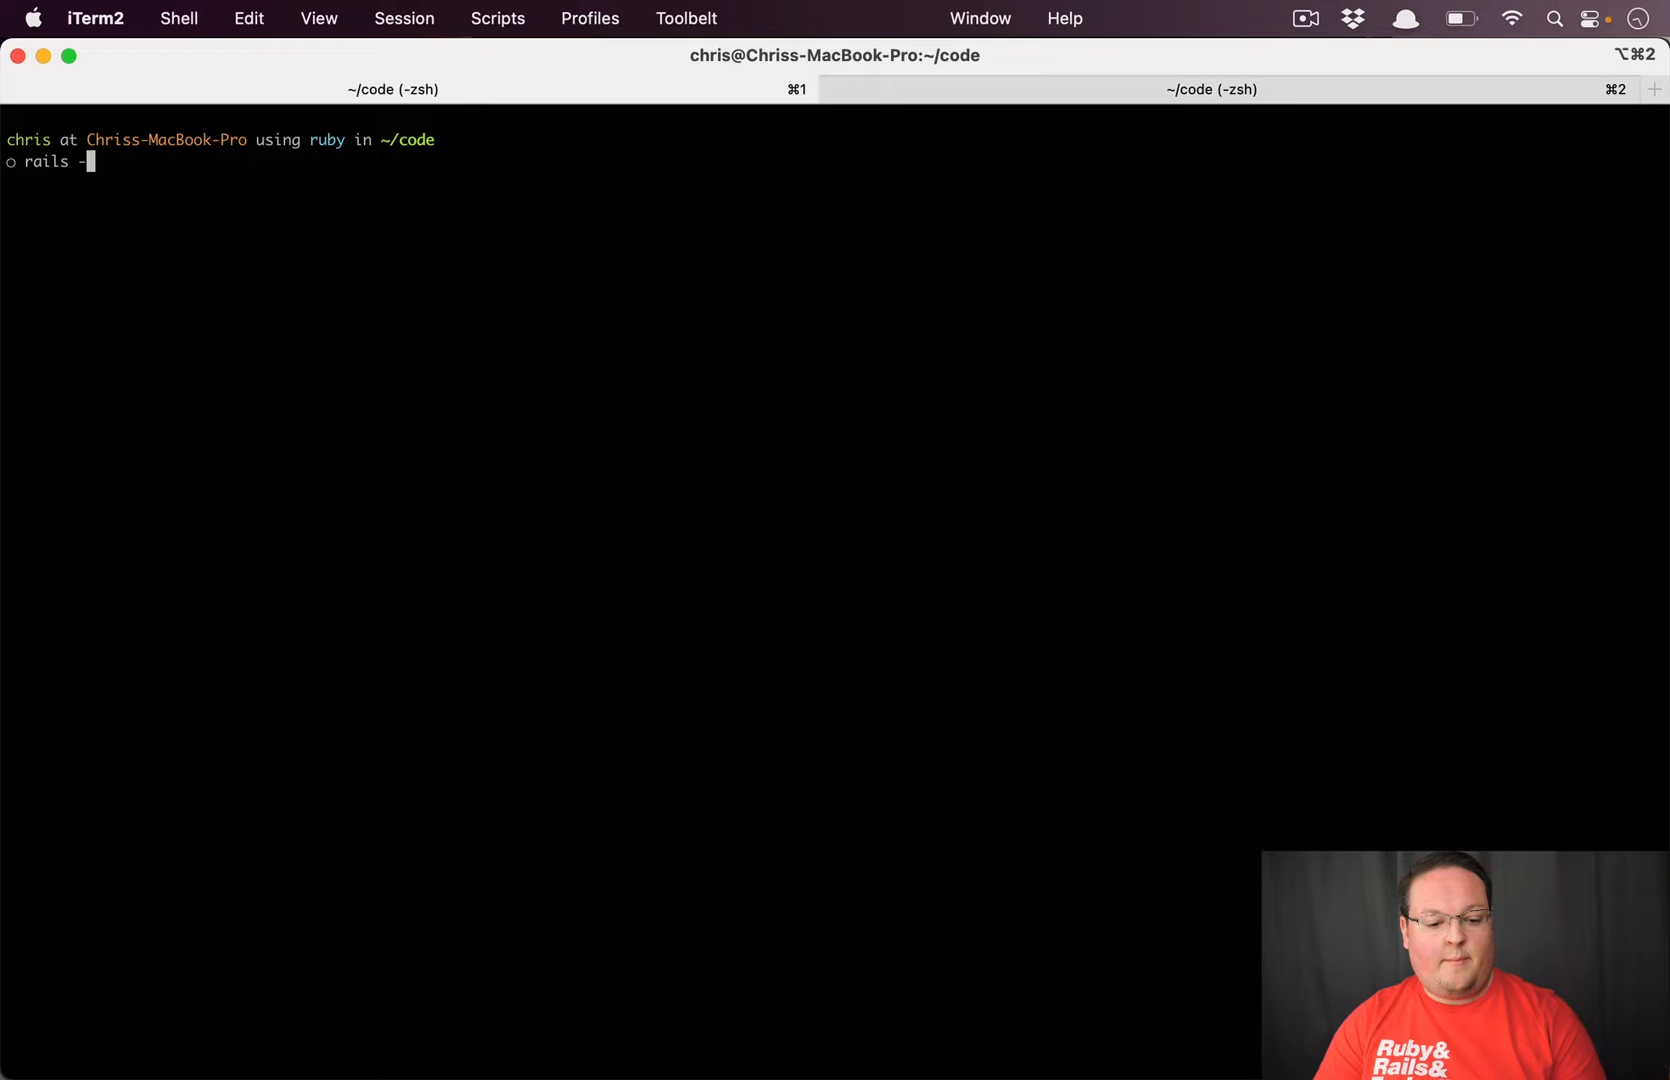 iTerm2 Shell Edit View Session Scripts Profiles Toolbelt Window Help
chris@Chriss-MacBook-Pro:~/code ⌥⌘2
~/code (-zsh) ⌘1 ~/code (-zsh) ⌘2
chris at Chriss-MacBook-Pro using ruby in ~/code
○ rails -
Ruby&
Rails&